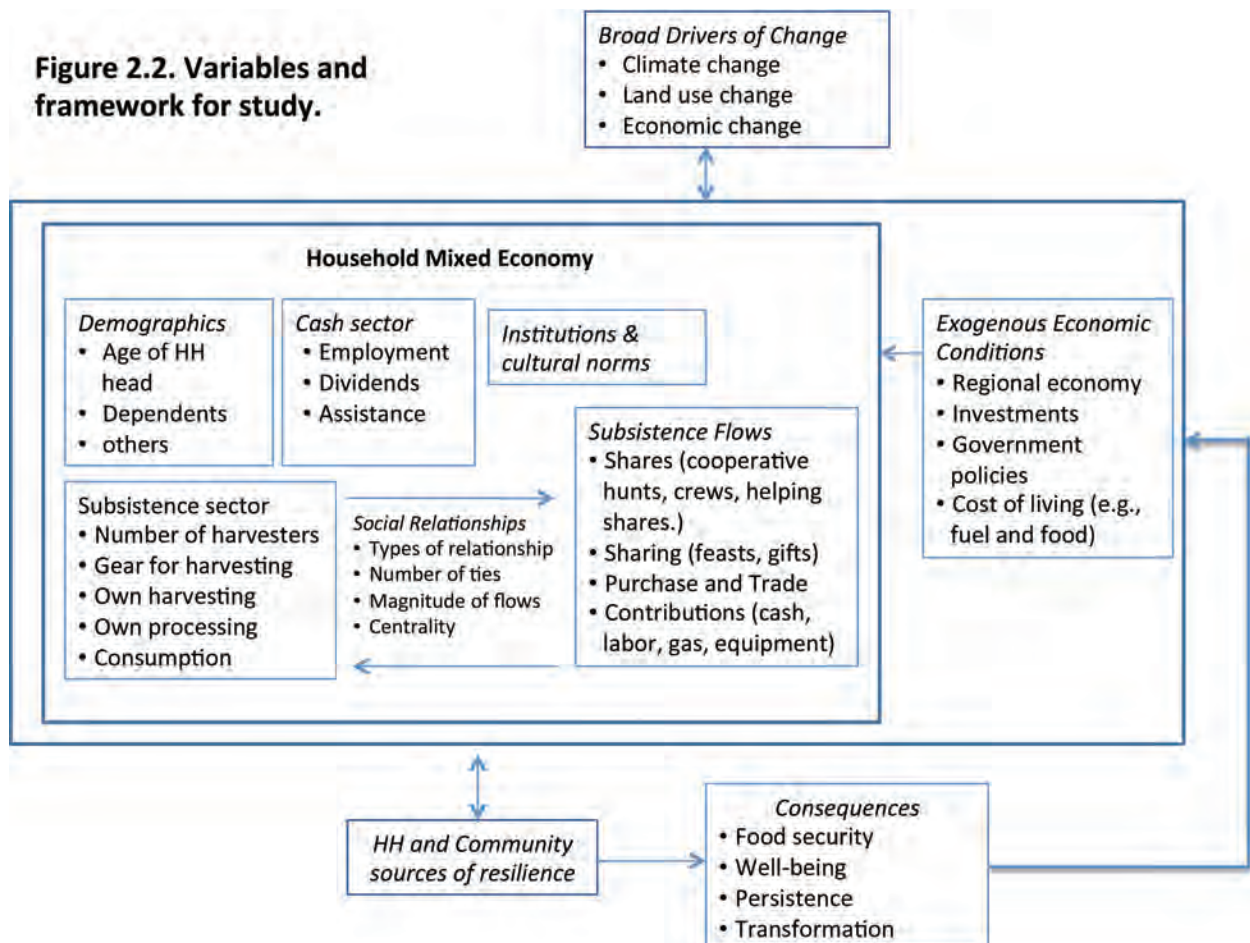 Figure 2.2. Variables and
framework for study.
Broad Drivers of Change
• Climate change
• Land use change
• Economic change
Household Mixed Economy
Demographics
• Age of HH
head
• Dependents
• others
Cash sector
• Employment
• Dividends
• Assistance
Institutions &
cultural norms
Exogenous Economic
Conditions
• Regional economy
• Investments
• Government
policies
• Cost of living (e.g.,
fuel and food)
Subsistence sector
• Number of harvesters
• Gear for harvesting
• Own harvesting
• Own processing
• Consumption
Social Relationships
• Types of relationship
• Number of ties
• Magnitude of flows
• Centrality
Subsistence Flows
• Shares (cooperative
hunts, crews, helping
shares.)
• Sharing (feasts, gifts)
• Purchase and Trade
• Contributions (cash,
labor, gas, equipment)
HH and Community
sources of resilience
Consequences
• Food security
• Well-being
• Persistence
• Transformation